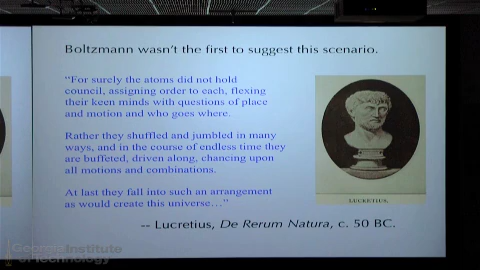 Boltzmann wasn't the first to suggest this scenario.
"For surely the atoms did not hold
council, assigning order to each, flexing
their keen minds with questions of place
and motion and who goes where.
Rather they shuffled and jumbled in many
ways, and in the course of endless time they
are buffeted, driven along, chancing upon
all motions and combinations.
At last they fall into such an arrangement
as would create this universe…"
LUCRETIUS.
-- Lucretius, De Rerum Natura, c. 50 BC.
Georgia Institute
of Technology